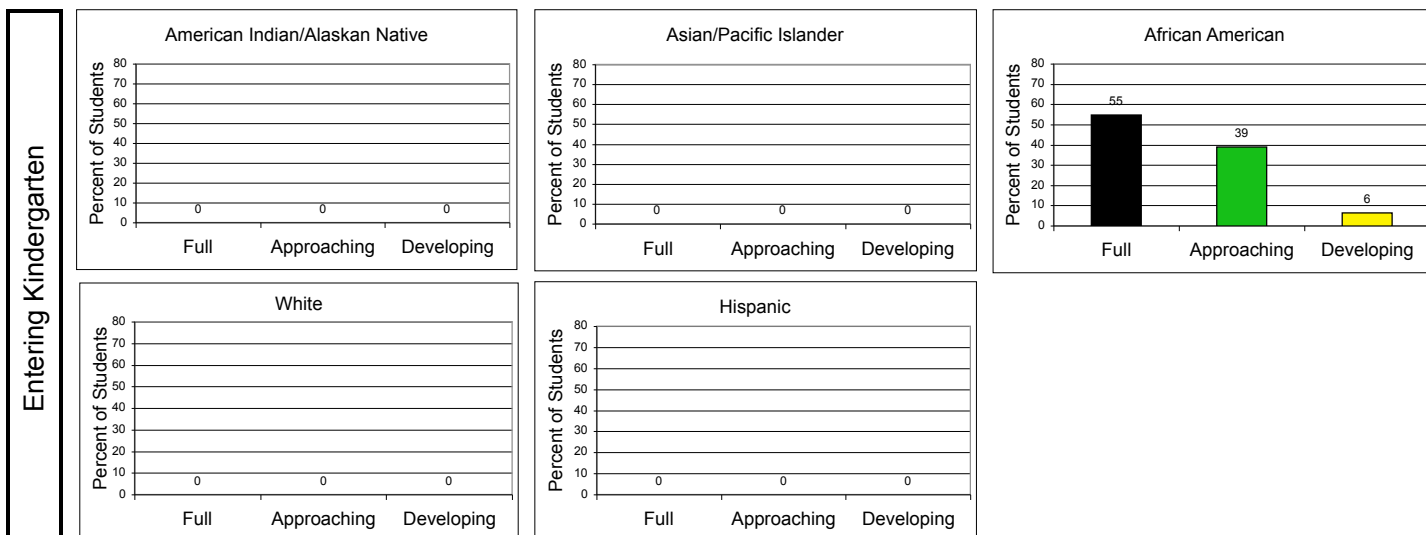 Entering Kindergarten
American Indian/Alaskan Native
Percent of Students
80
70
60
50
40
30
20
10
0
0 0 0
Full Approaching Developing
Asian/Pacific Islander
Percent of Students
80
70
60
50
40
30
20
10
0
0 0 0
Full Approaching Developing
African American
Percent of Students
80
70
60
50
40
30
20
10
0
55
39
6
Full Approaching Developing
White
Percent of Students
80
70
60
50
40
30
20
10
0
0 0 0
Full Approaching Developing
Hispanic
Percent of Students
80
70
60
50
40
30
20
10
0
0 0 0
Full Approaching Developing